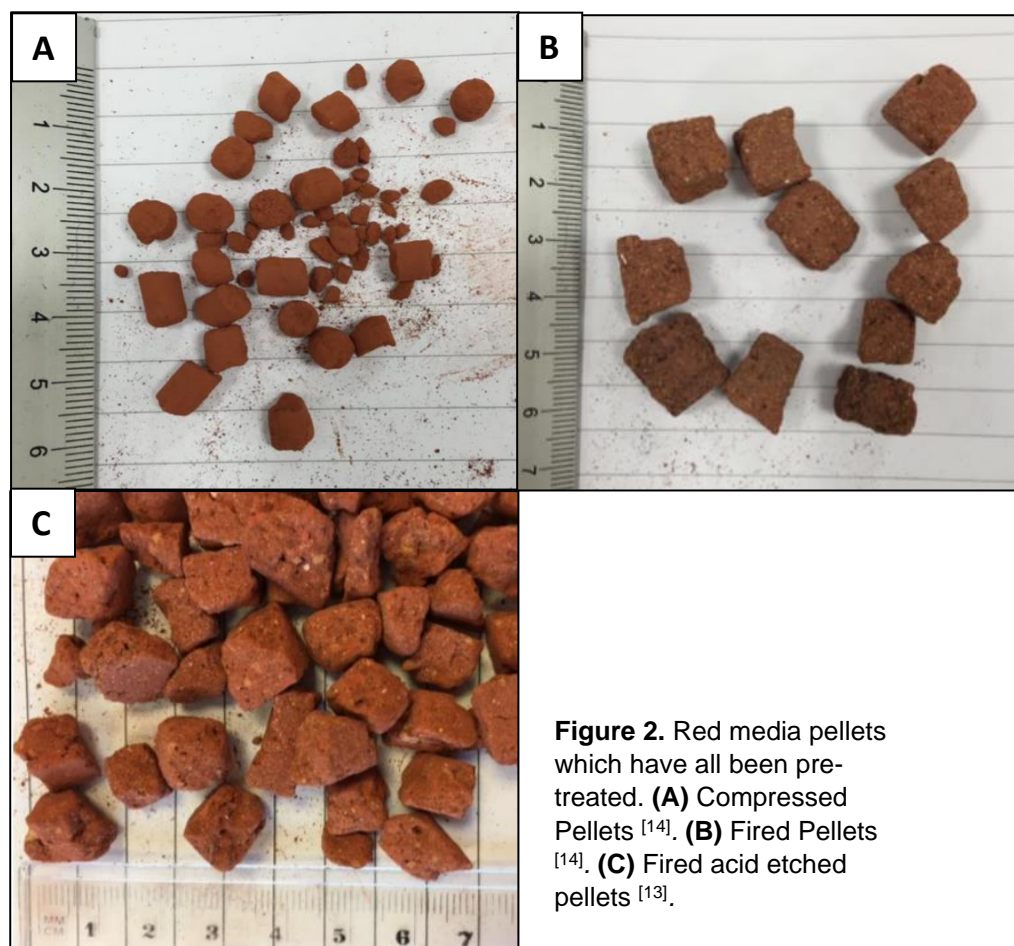 A
1
2
3
4
5
6
B
1
2
3
4
5
6
7
C
MM
CM
1
2
3
4
5
6
7
Figure 2. Red media pellets
which have all been pre-
treated. (A) Compressed
Pellets [14]. (B) Fired Pellets
[14]. (C) Fired acid etched
pellets [13].